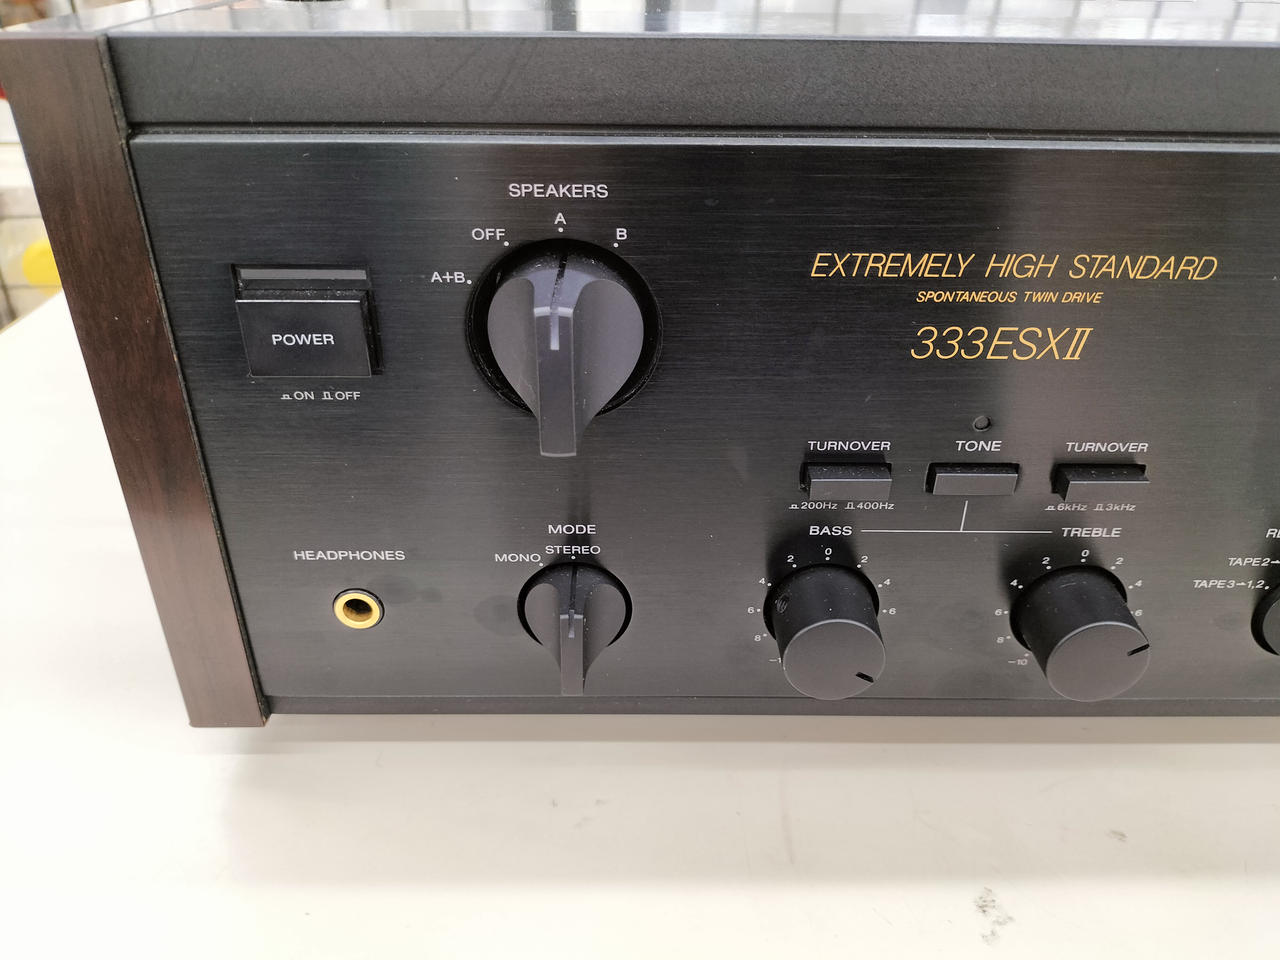 SPEAKERS
A
OFF
B
A+B
POWER
ON OFF
EXTREMELY HIGH STANDARD
SPONTANEOUS TWIN DRIVE
333ESXⅡ
TURNOVER
TONE
TURNOVER
200Hz 400Hz
6kHz 3kHz
MODE
MONO
STEREO
HEADPHONES
BASS
TREBLE
0
2 2
4 4
6 6
8
0
2 2
4 4
6 6
8
-10
TAPE2
TAPE3→1,2